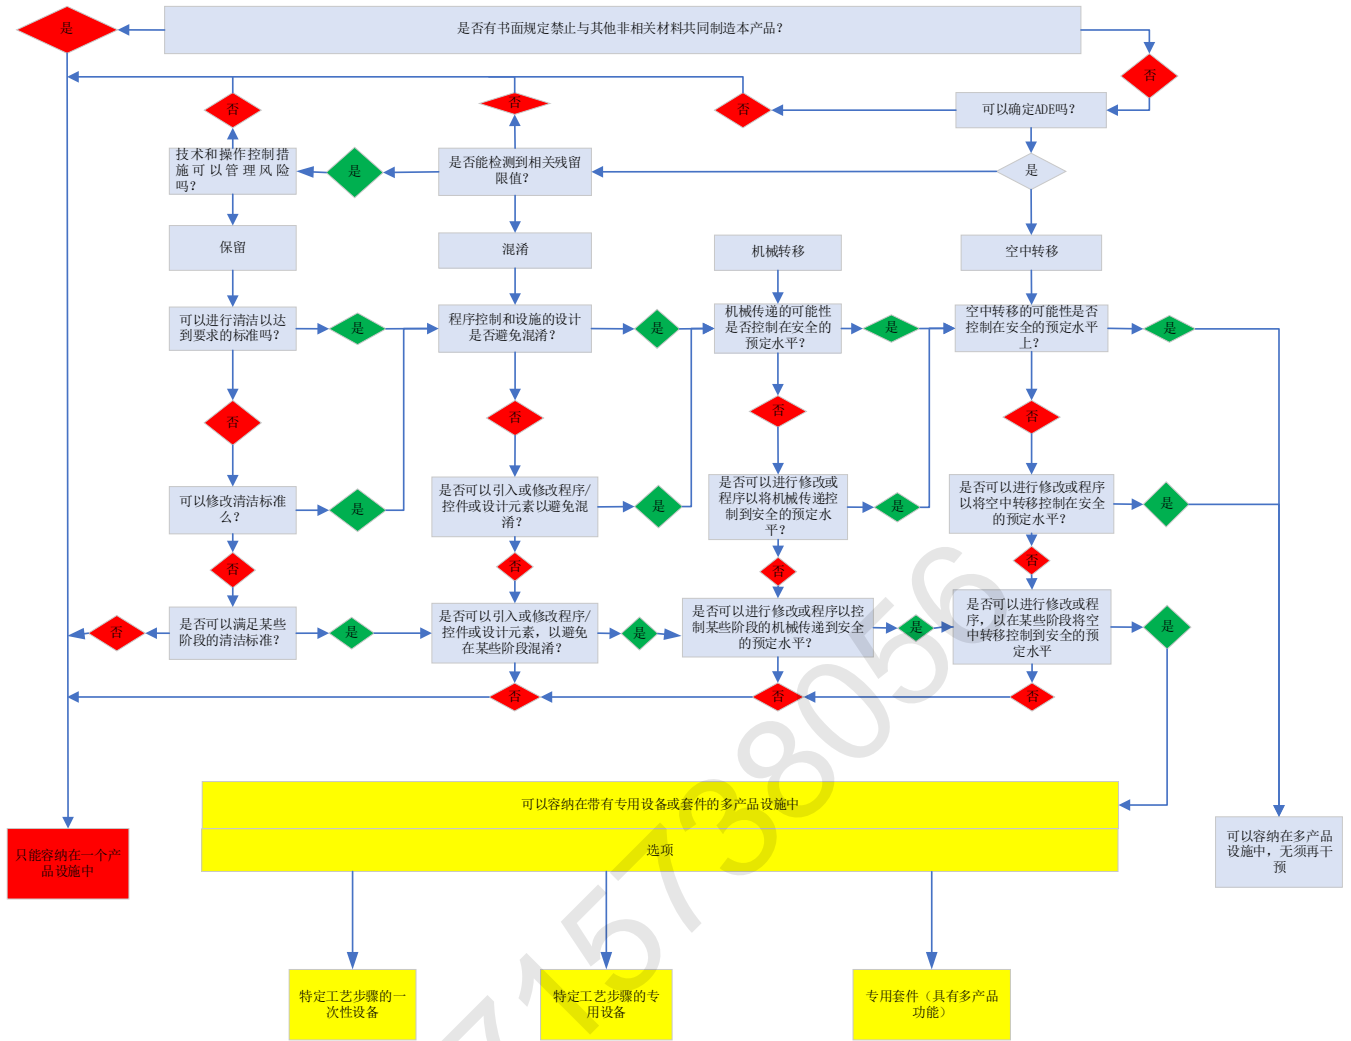 是
是否有书面规定禁止与其他非相关材料共同制造本产品？
否
否
否
否
可以确定ADE吗？
技术和操作控制措
施可以管理风险
吗？
是
是否能检测到相关残留
限值？
是
保留
混淆
机械转移
空中转移
可以进行清洁以达
到要求的标准吗？
是
程序控制和设施的设计
是否避免混淆？
是
机械传递的可能性
是否控制在安全的
预定水平？
是
空中转移的可能性是否
控制在安全的预定水平
上？
是
否
否
否
否
可以修改清洁标准
么？
是
是否可以引入或修改程序/
控件或设计元素以避免混
淆？
是
是否可以进行修改或
程序以将机械传递控
制到安全的预定水
平？
是
是否可以进行修改或程序
以将空中转移控制在安全
的预定水平？
是
否
否
否
否
否
是否可以满足某些
阶段的清洁标准？
是
是否可以引入或修改程序/
控件或设计元素，以避免
在某些阶段混淆？
是
是否可以进行修改或程序以控
制某些阶段的机械传递到安全
的预定水平？
是
是否可以进行修改或程
序，以在某些阶段将空
中转移控制到安全的预
定水平
是
否
否
否
可以容纳在带有专用设备或套件的多产品设施中
选项
只能容纳在一个产
品设施中
可以容纳在多产品
设施中，无须再干
预
特定工艺步骤的一
次性设备
特定工艺步骤的专
用设备
专用套件（具有多产品
功能）
715738056